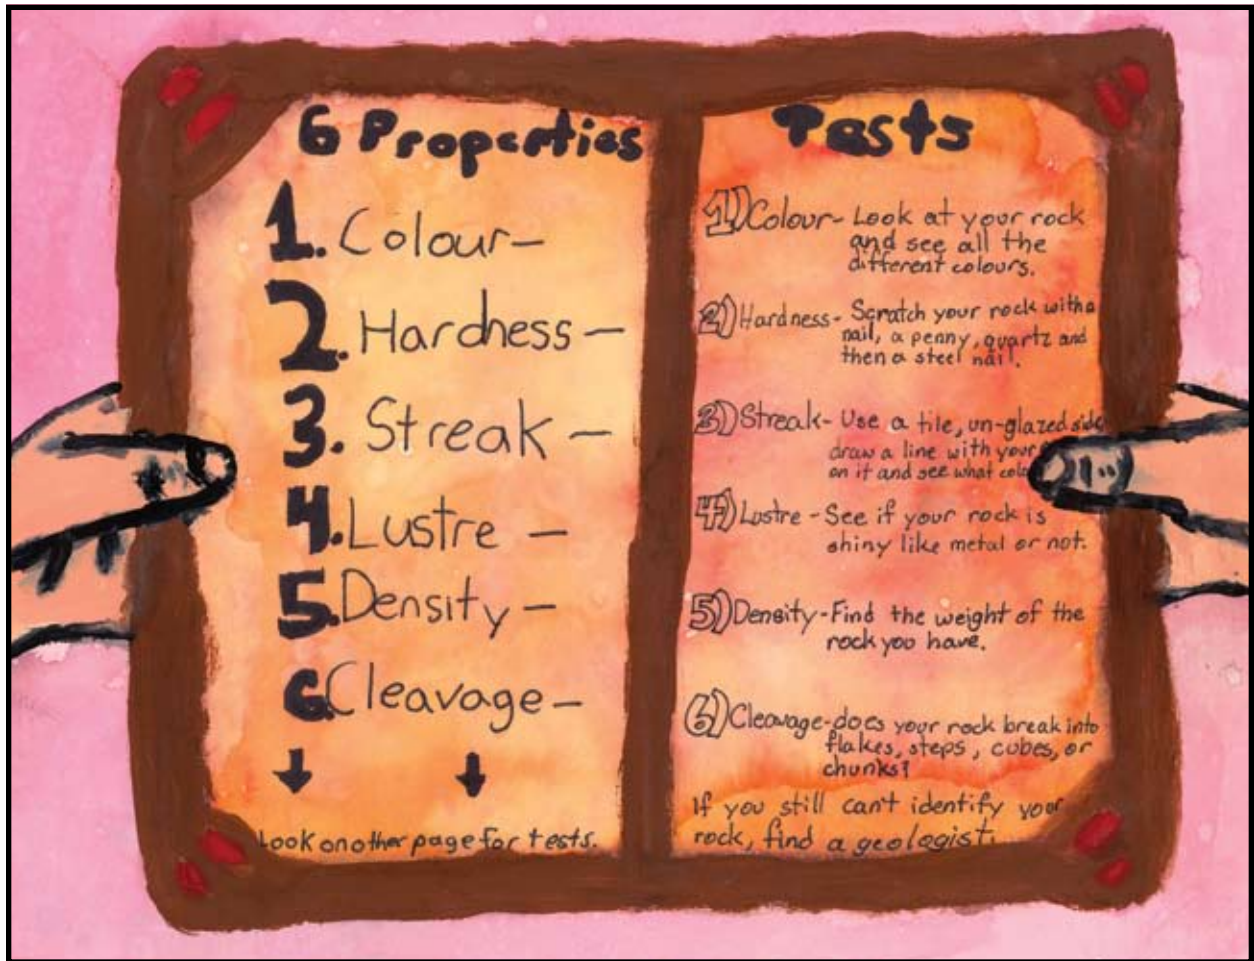 6 Properties
1. Colour-
2. Hardness-
3. Streak-
4. Lustre -
5. Density-
6. Cleavage-
Look on other page for tests.
Tests
1) Colour- Look at your rock
and see all the
different colours.
2) Hardness- Scratch your rock with a
nail, a penny, quartz and
then a steel nail.
3) Streak- Use a tile, un-glazed side
draw a line with your
on it and see what
4) Lustre - See if your rock is
shiny like metal or not.
5) Density-Find the weight of the
rock you have.
6) Cleavage-does your rock break into
flakes, steps, cubes, or
chunks?
If you still can't identify your
rock, find a geologist.